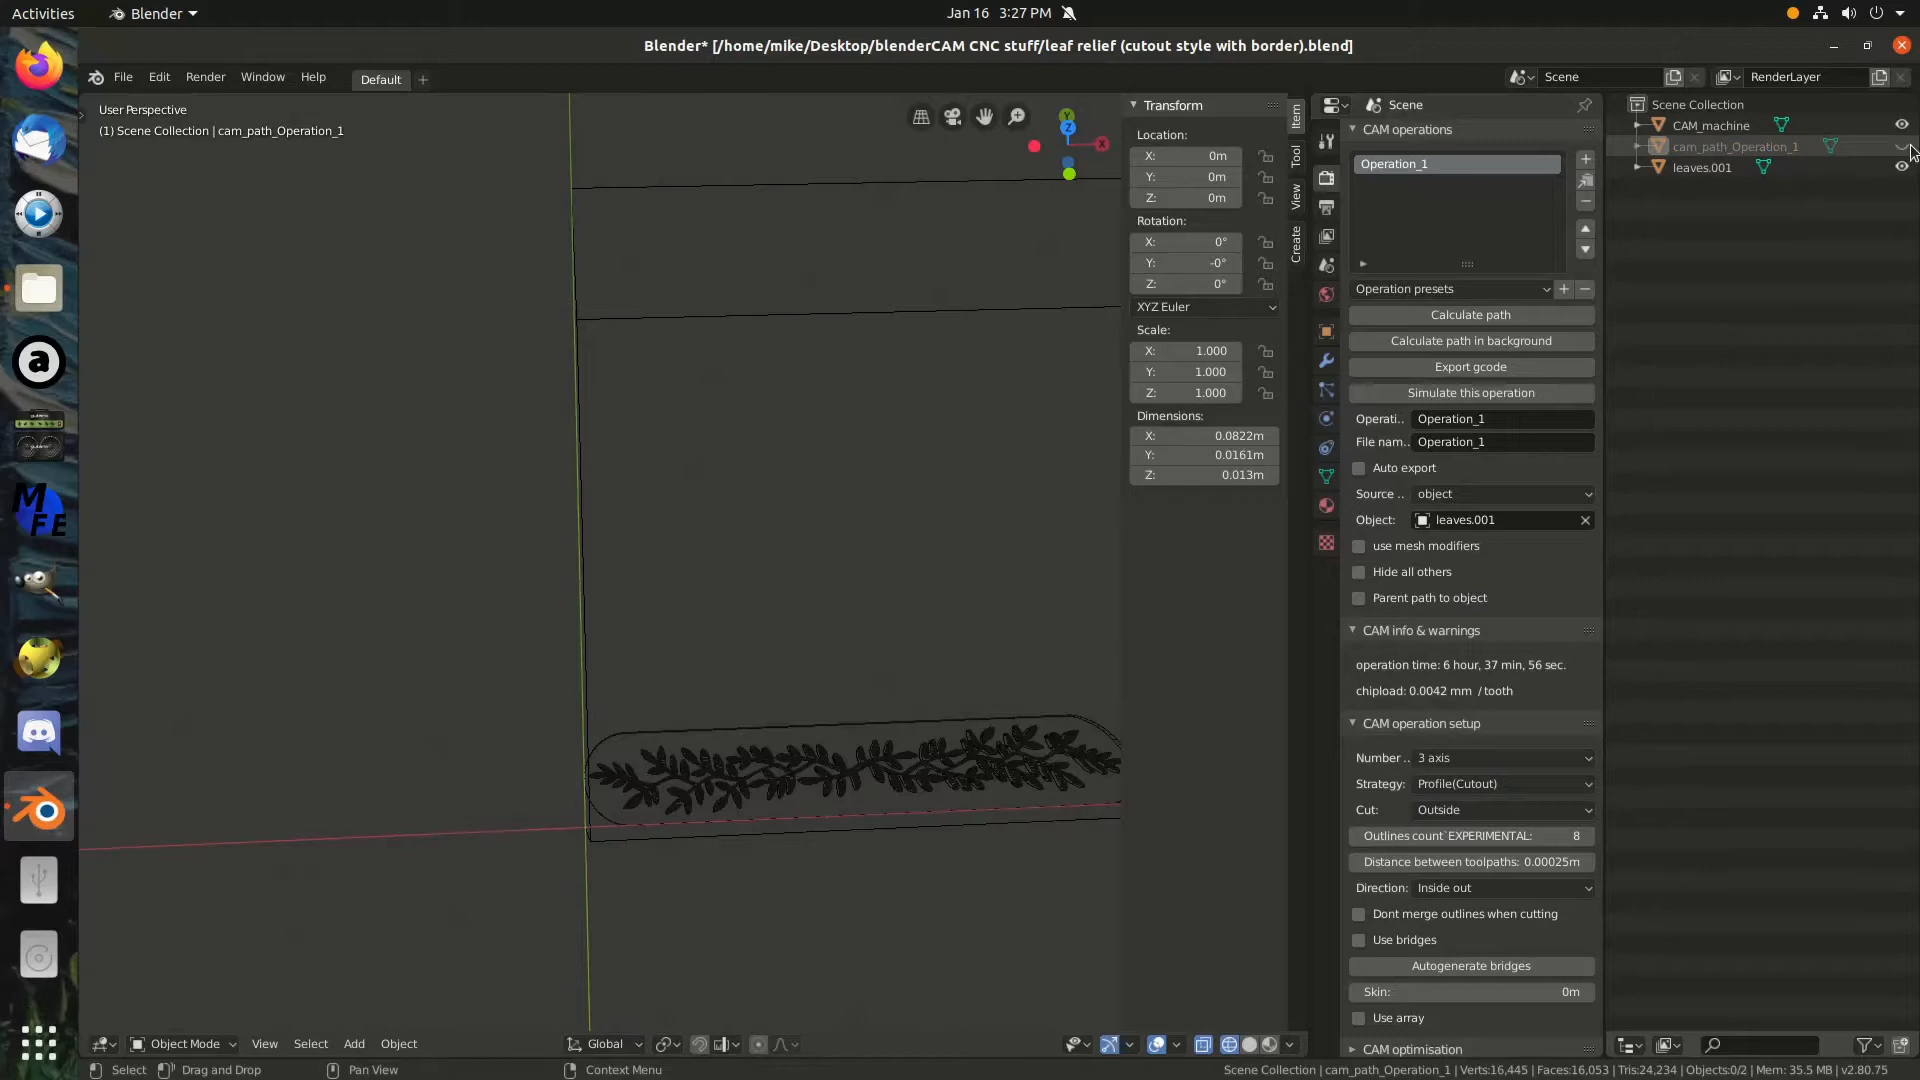 Activities
Blender
Jan 16 3:27 PM
Blender* [/home/mike/Desktop/blenderCAM CNC stuff/leaf relief (cutout style with border).blend]
File Edit Render Window Help
Default
Scene
RenderLayer
User Perspective
(1) Scene Collection | cam_path_Operation_1
Y
Z
X
a
M
FE
Transform
Location:
X: 0m
Y: 0m
Z: 0m
Rotation:
X: 0°
Y: -0°
Z: 0°
XYZ Euler
Scale:
X: 1.000
Y: 1.000
Z: 1.000
Dimensions:
X: 0.0822m
Y: 0.0161m
Z: 0.013m
Item
Tool
View
Create
Scene
CAM operations
Operation_1
Operation presets
Calculate path
Calculate path in background
Export gcode
Simulate this operation
Operati.. Operation_1
File nam.. Operation_1
Auto export
Source .. object
Object: leaves.001
use mesh modifiers
Hide all others
Parent path to object
CAM info & warnings
operation time: 6 hour, 37 min, 56 sec.
chipload: 0.0042 mm / tooth
CAM operation setup
Number .. 3 axis
Strategy: Profile(Cutout)
Cut: Outside
Outlines count`EXPERIMENTAL: 8
Distance between toolpaths: 0.00025m
Direction: Inside out
Dont merge outlines when cutting
Use bridges
Autogenerate bridges
Skin: 0m
Use array
CAM optimisation
Scene Collection
CAM_machine
cam_path_Operation_1
leaves.001
Object Mode View Select Add Object
Global
Select
Drag and Drop
Pan View
Context Menu
Scene Collection | cam_path_Operation_1 | Verts:16,445 | Faces:16,053 | Tris:24,234 | Objects:0/2 | Mem: 35.5 MB | v2.80.75